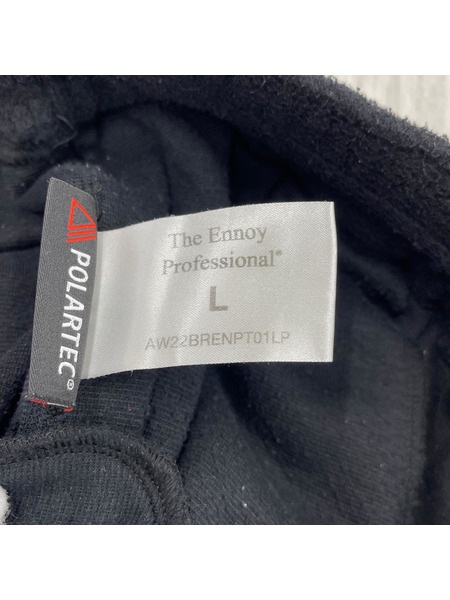 The Ennoy
Professional®
L
AW22BRENPT01LP
POLARTEC®